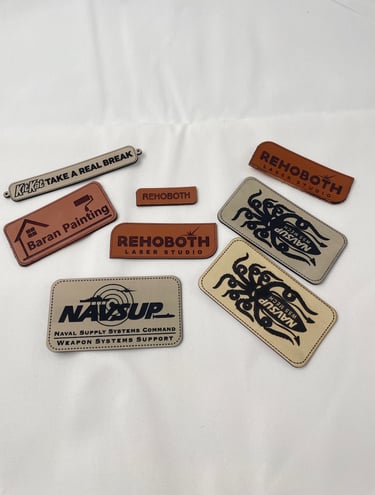 KitKat TAKE A REAL BREAK
Baran Painting
REHOBOTH
REHOBOTH
LASER STUDIO
REHOBOTH
LASER STUDIO
NAVSUP
NAVSUP
NAVSUP
NAVAL SUPPLY SYSTEMS COMMAND
WEAPON SYSTEMS SUPPORT